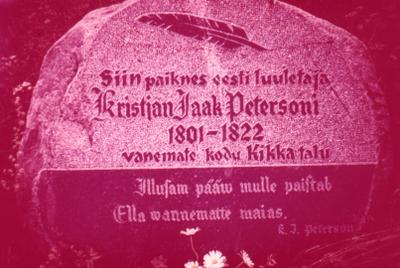 Siin paiknes eesti luuletaja
Kristjan Jaak Petersoni
1801-1822
vanemate kodu Kikka talu
Illusam pääw mulle paistab
Ella wannematte maias.
K. J. Peterson